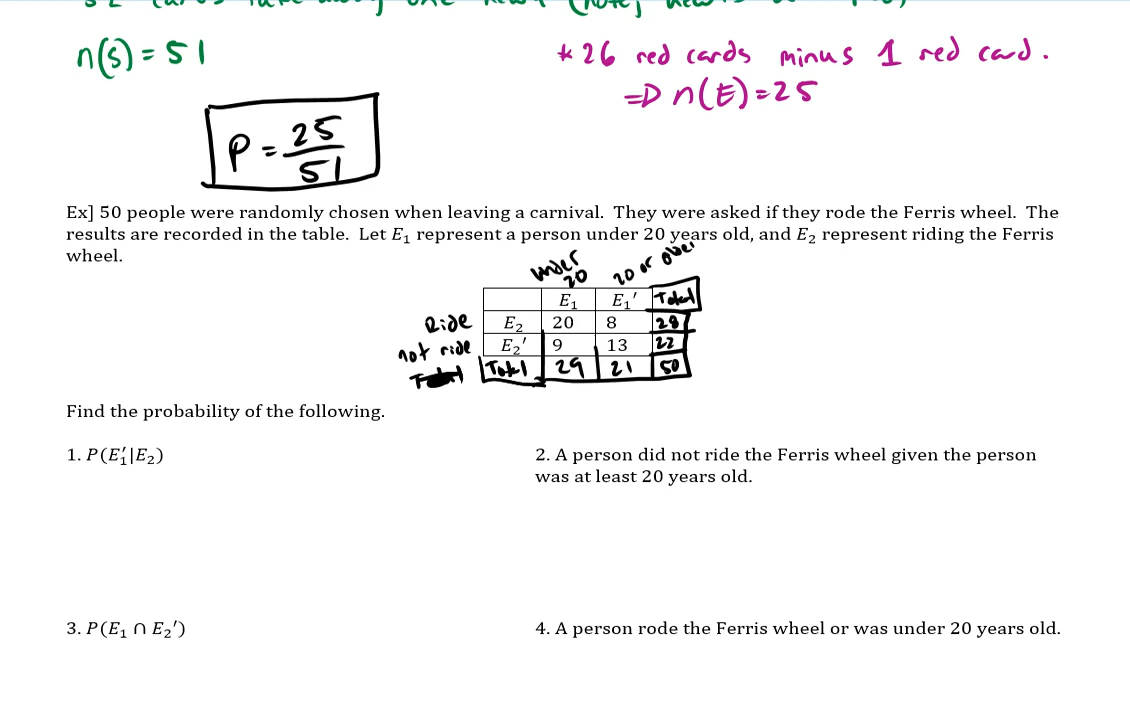 n(S) = 51
* 26 red cards minus 1 red card.
=> n(E) = 25
P = 25/51
Ex] 50 people were randomly chosen when leaving a carnival.  They were asked if they rode the Ferris wheel.  The
results are recorded in the table.  Let E₁ represent a person under 20 years old, and E₂ represent riding the Ferris
wheel.
under 20
20 or older
E₁ E₁′ Total
Ride E₂ 20 8 28
not ride E₂′ 9 13 22
Total 29 21 50
Find the probability of the following.
1. P(E₁′|E₂)
2. A person did not ride the Ferris wheel given the person
was at least 20 years old.
3. P(E₁ ∩ E₂′)
4. A person rode the Ferris wheel or was under 20 years old.